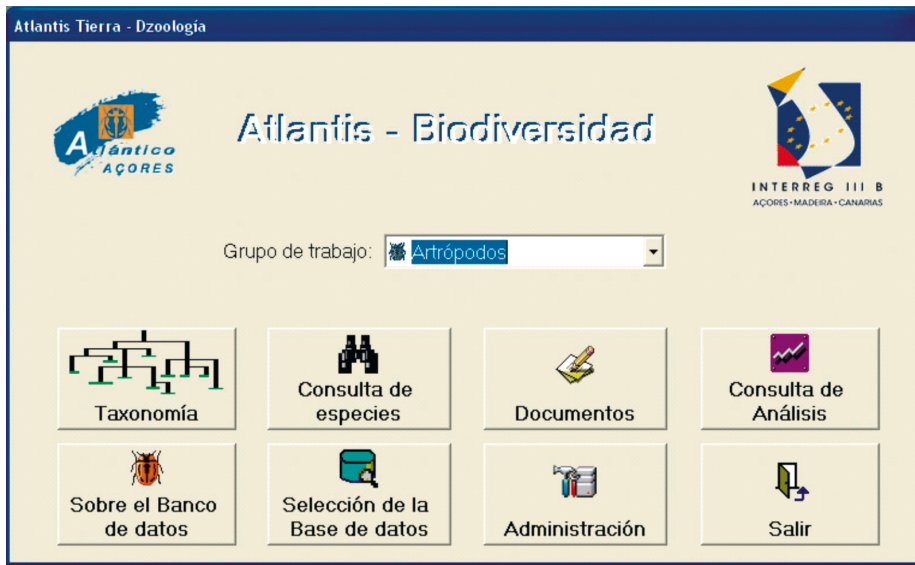 Atlantis Tierra - Dzoología
Atlántico
AÇORES
Atlantis - Biodiversidad
INTERREG III B
AÇORES•MADEIRA•CANARIAS
Grupo de trabajo:
Artrópodos
Taxonomía
Consulta de
especies
Documentos
Consulta de
Análisis
Sobre el Banco
de datos
Selección de la
Base de datos
Administración
Salir